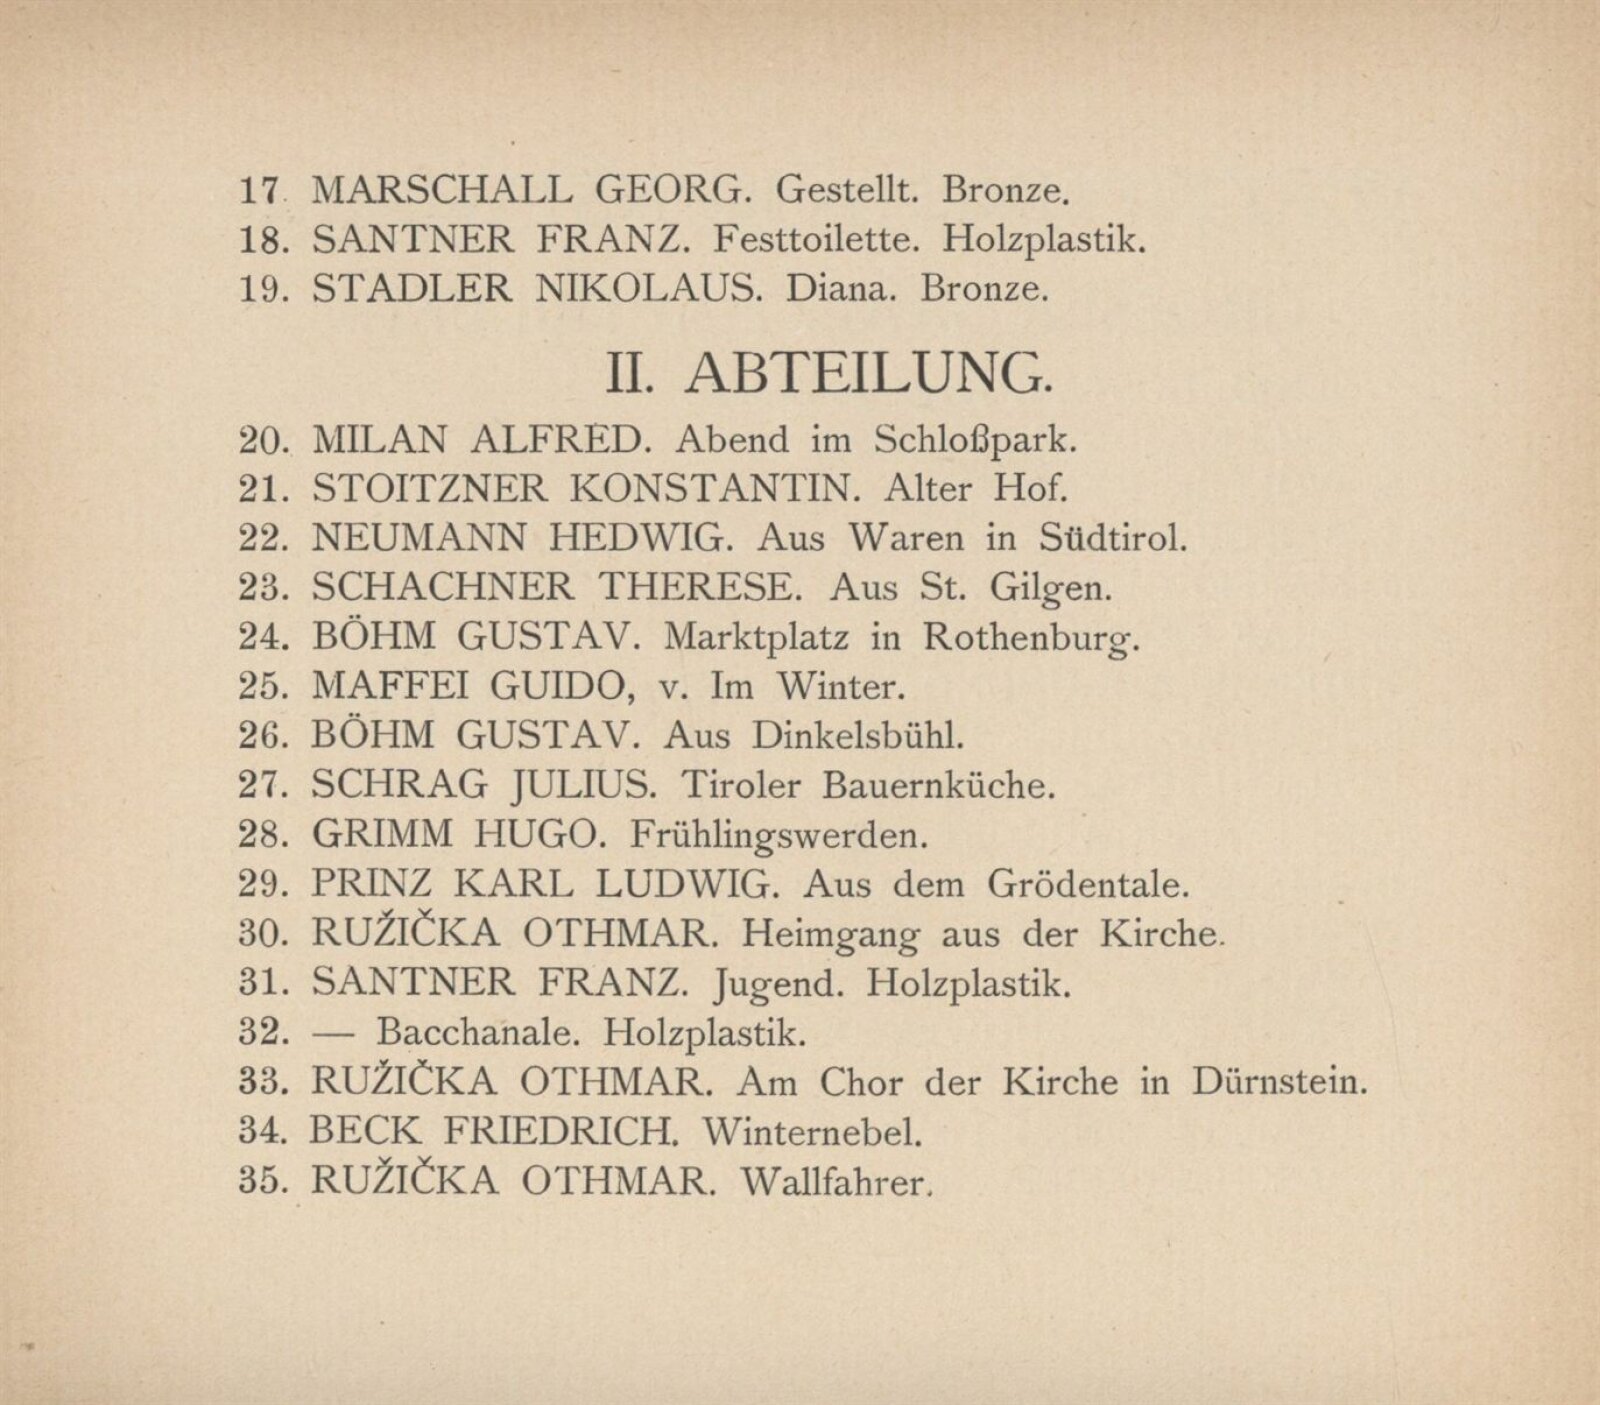 17. MARSCHALL GEORG. Gestellt. Bronze.
18. SANTNER FRANZ. Festtoilette. Holzplastik.
19. STADLER NIKOLAUS. Diana. Bronze.
II. ABTEILUNG.
20. MILAN ALFRED. Abend im Schloßpark.
21. STOITZNER KONSTANTIN. Alter Hof.
22. NEUMANN HEDWIG. Aus Waren in Südtirol.
23. SCHACHNER THERESE. Aus St. Gilgen.
24. BÖHM GUSTAV. Marktplatz in Rothenburg.
25. MAFFEI GUIDO, v. Im Winter.
26. BÖHM GUSTAV. Aus Dinkelsbühl.
27. SCHRAG JULIUS. Tiroler Bauernküche.
28. GRIMM HUGO. Frühlingswerden.
29. PRINZ KARL LUDWIG. Aus dem Grödentale.
30. RUŽIČKA OTHMAR. Heimgang aus der Kirche.
31. SANTNER FRANZ. Jugend. Holzplastik.
32. — Bacchanale. Holzplastik.
33. RUŽIČKA OTHMAR. Am Chor der Kirche in Dürnstein.
34. BECK FRIEDRICH. Winternebel.
35. RUŽIČKA OTHMAR. Wallfahrer.